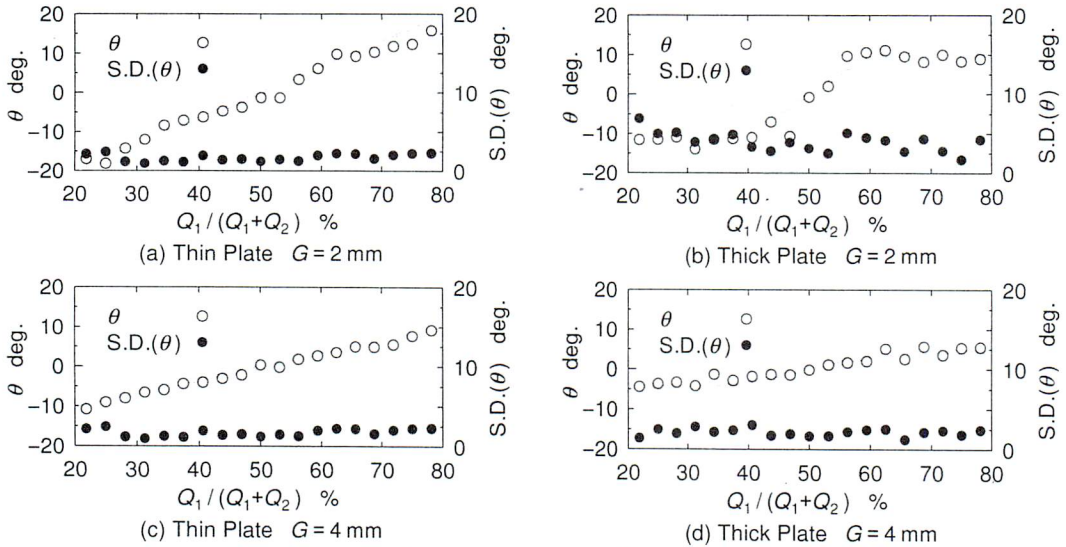 20
10
0
−10
−20
θ deg.
θ
S.D.(θ)
20
10
0
S.D.(θ) deg.
20 30 40 50 60 70 80
Q1 / (Q1+Q2) %
(a) Thin Plate G = 2 mm
20
10
0
−10
−20
θ deg.
θ
S.D.(θ)
20
10
0
S.D.(θ) deg.
20 30 40 50 60 70 80
Q1 / (Q1+Q2) %
(b) Thick Plate G = 2 mm
20
10
0
−10
−20
θ deg.
θ
S.D.(θ)
20
10
0
S.D.(θ) deg.
20 30 40 50 60 70 80
Q1 / (Q1+Q2) %
(c) Thin Plate G = 4 mm
20
10
0
−10
−20
θ deg.
θ
S.D.(θ)
20
10
0
S.D.(θ) deg.
20 30 40 50 60 70 80
Q1 / (Q1+Q2) %
(d) Thick Plate G = 4 mm